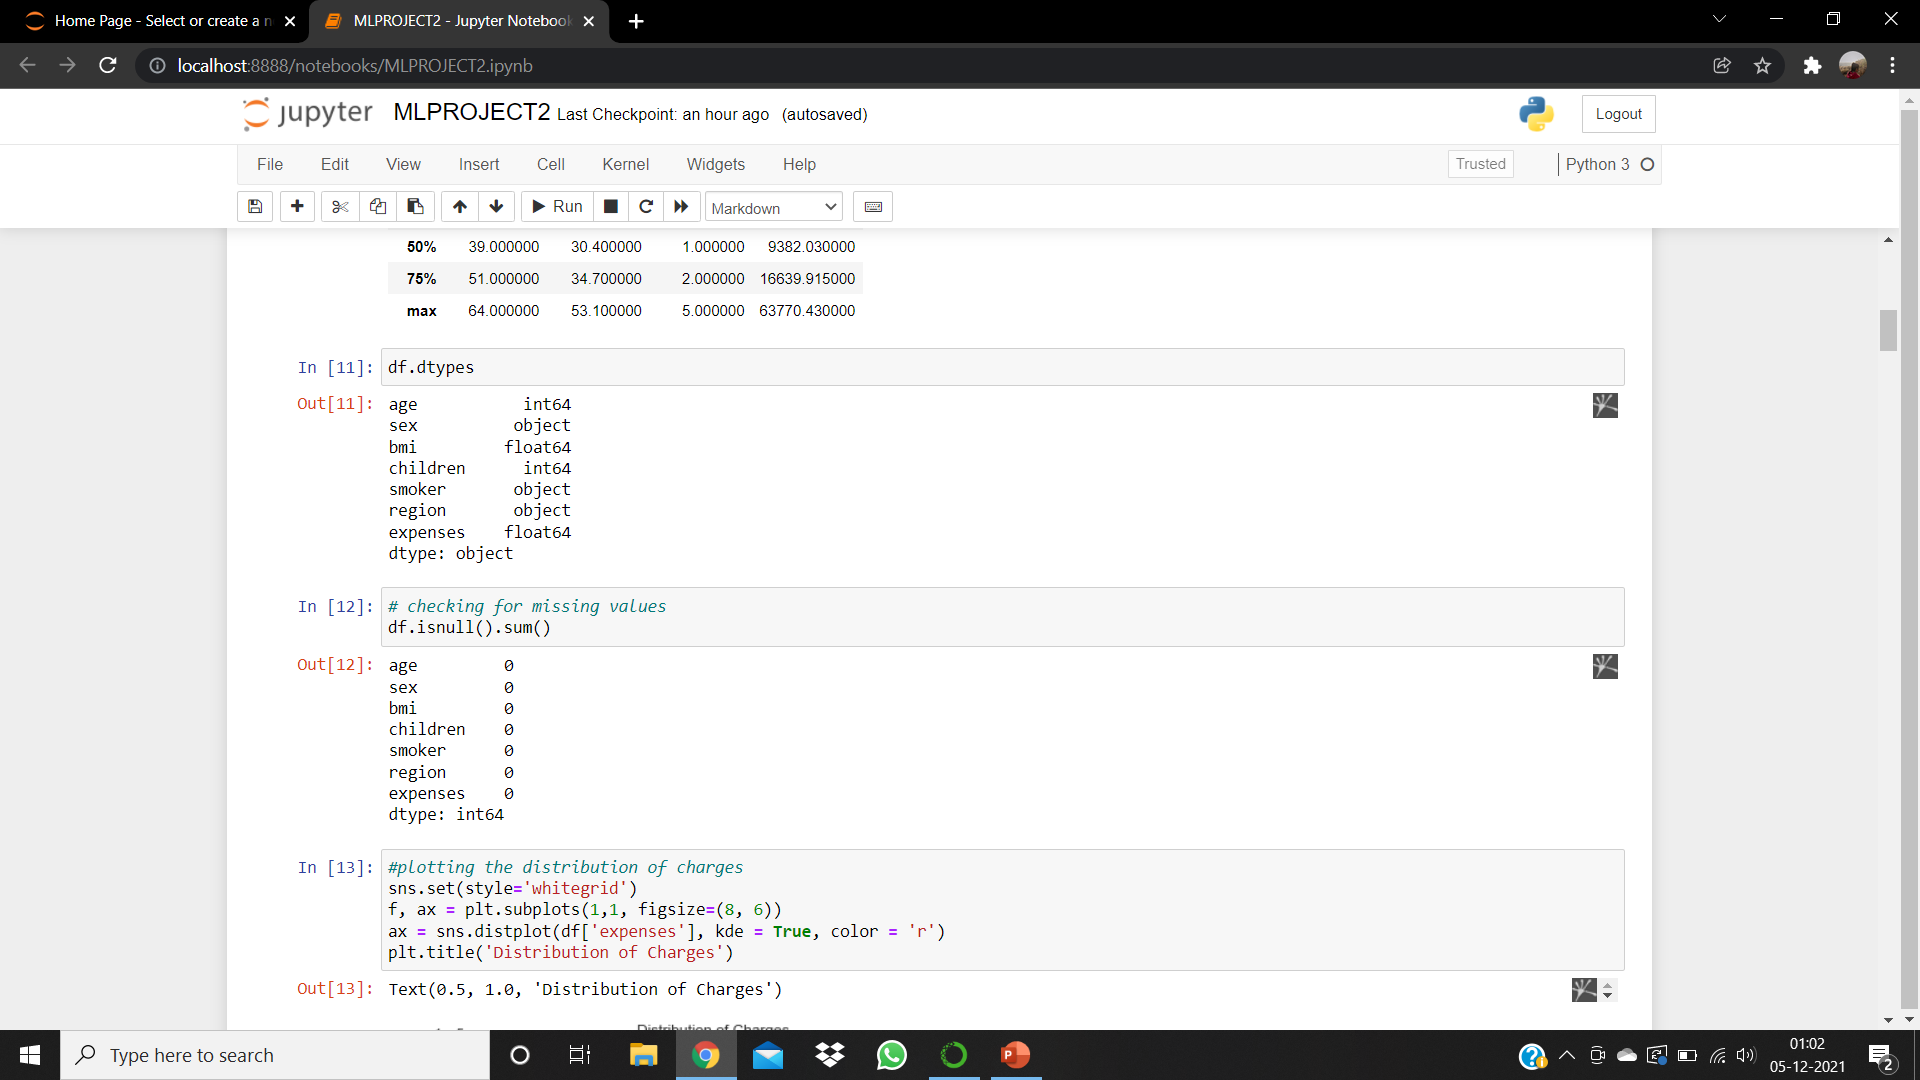 Home Page - Select or create a n
MLPROJECT2 - Jupyter Notebook
localhost:8888/notebooks/MLPROJECT2.ipynb
jupyter MLPROJECT2 Last Checkpoint: an hour ago (autosaved)
Logout
File Edit View Insert Cell Kernel Widgets Help
Trusted
Python 3
Run
Markdown
50% 39.000000 30.400000 1.000000 9382.030000
75% 51.000000 34.700000 2.000000 16639.915000
max 64.000000 53.100000 5.000000 63770.430000
In [11]: df.dtypes
Out[11]: age int64
sex object
bmi float64
children int64
smoker object
region object
expenses float64
dtype: object
In [12]: # checking for missing values
df.isnull().sum()
Out[12]: age 0
sex 0
bmi 0
children 0
smoker 0
region 0
expenses 0
dtype: int64
In [13]: #plotting the distribution of charges
sns.set(style='whitegrid')
f, ax = plt.subplots(1,1, figsize=(8, 6))
ax = sns.distplot(df['expenses'], kde = True, color = 'r')
plt.title('Distribution of Charges')
Out[13]: Text(0.5, 1.0, 'Distribution of Charges')
Distribution of Charges
Type here to search
01:02
05-12-2021
2